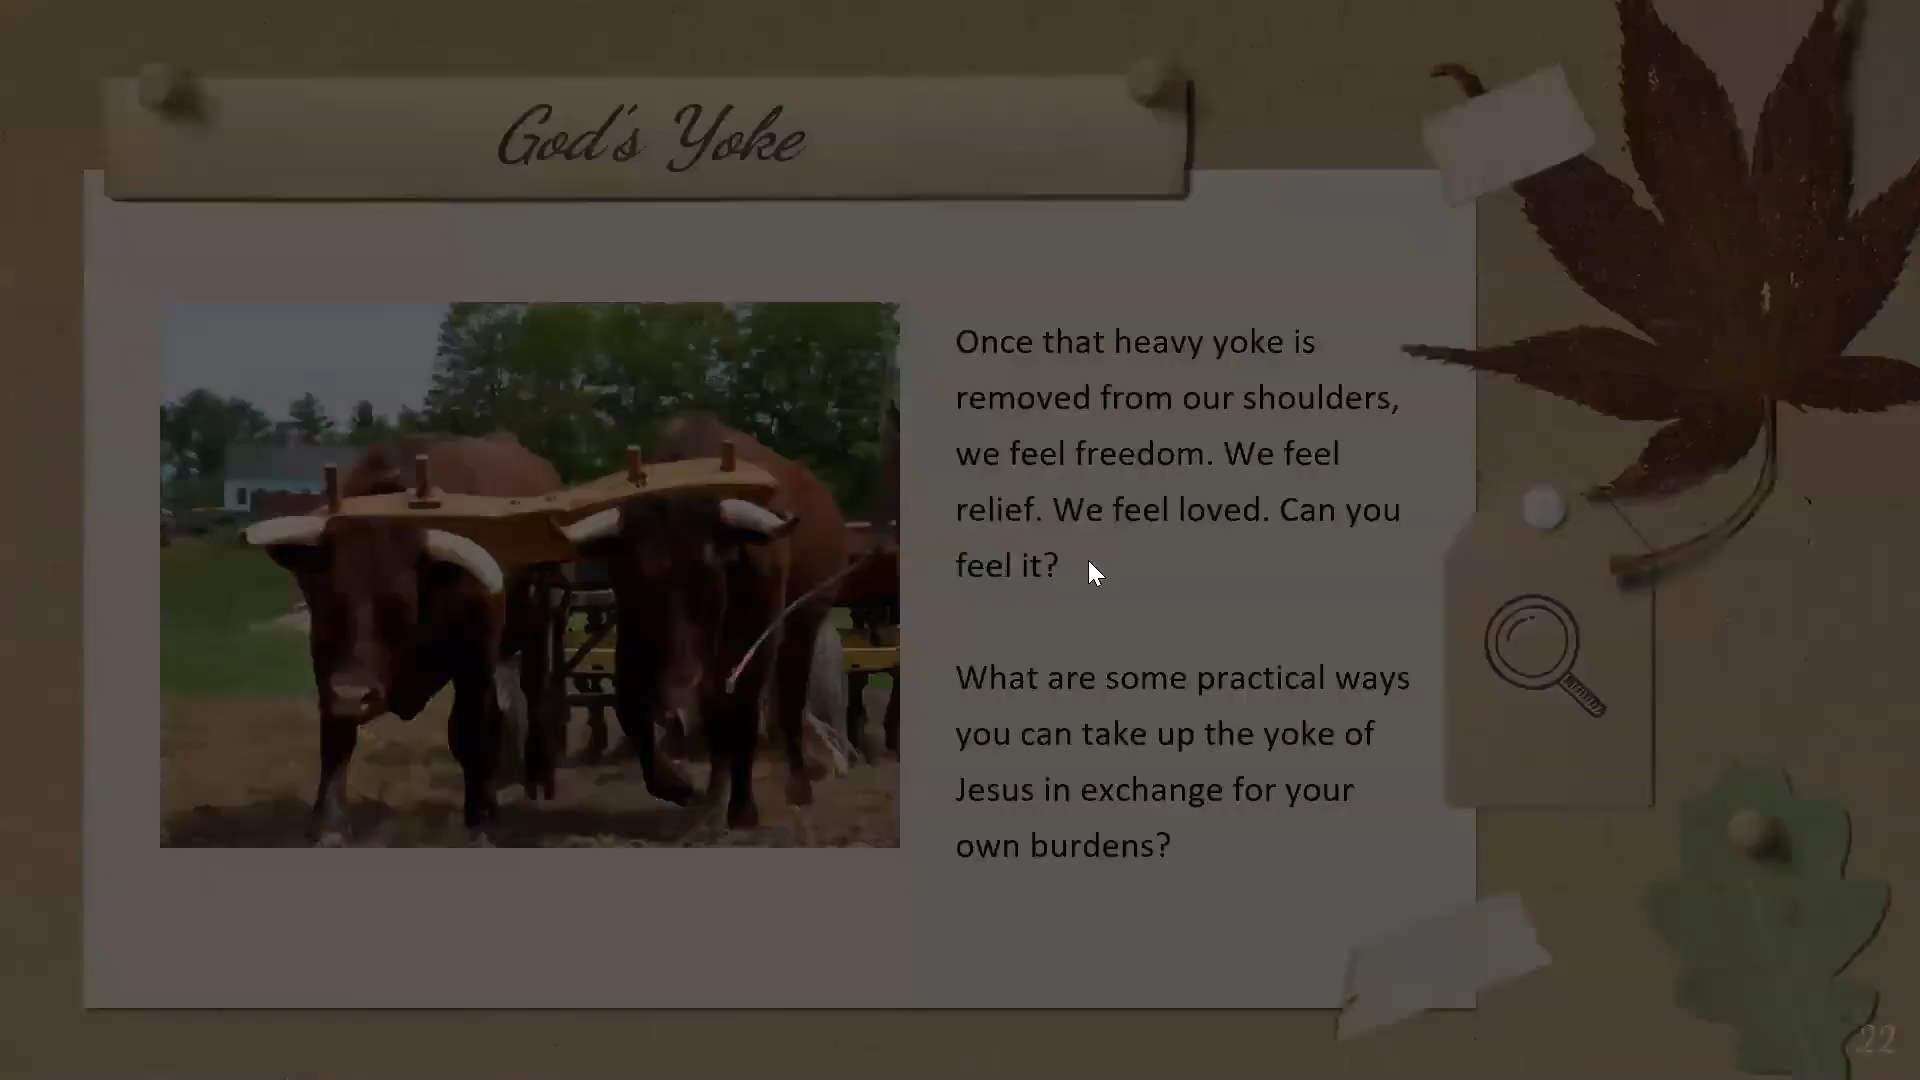 God's Yoke
Once that heavy yoke is
removed from our shoulders,
we feel freedom. We feel
relief. We feel loved. Can you
feel it?
What are some practical ways
you can take up the yoke of
Jesus in exchange for your
own burdens?
22